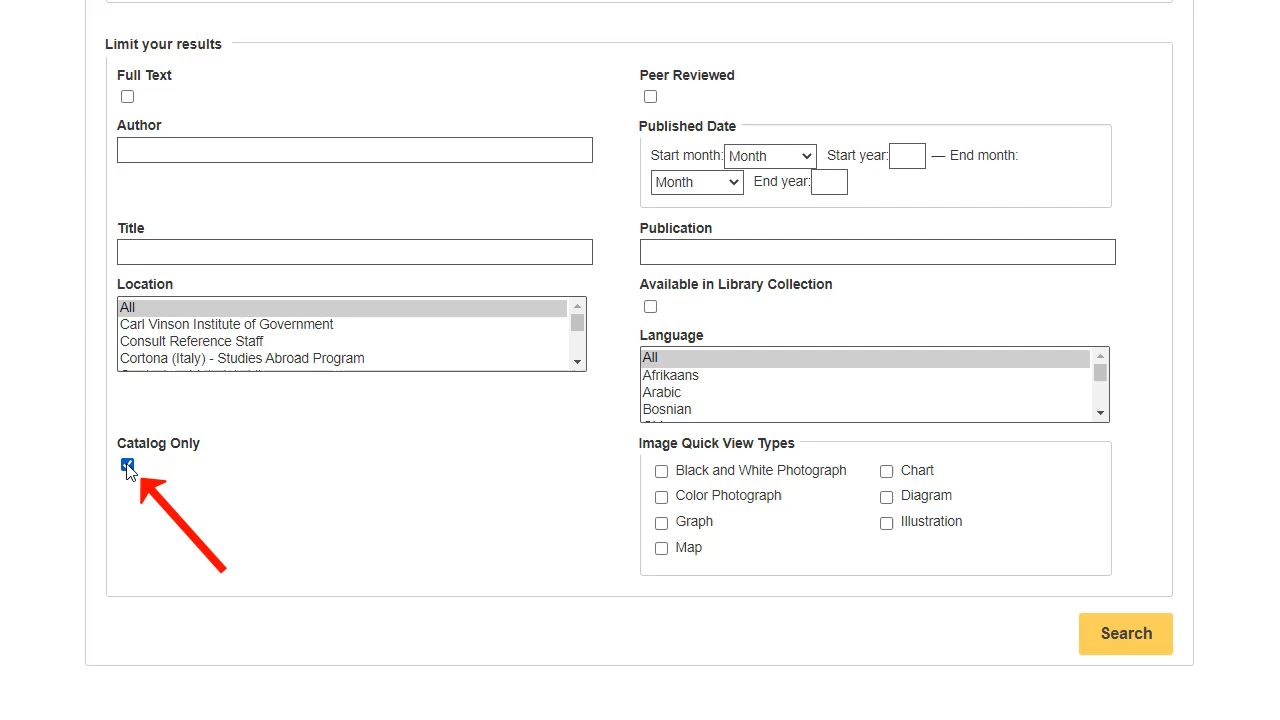 Limit your results
Full Text
Peer Reviewed
Author
Published Date
Start month: Month Start year: — End month:
Month End year:
Title
Publication
Location
All
Carl Vinson Institute of Government
Consult Reference Staff
Cortona (Italy) - Studies Abroad Program
Available in Library Collection
Language
All
Afrikaans
Arabic
Bosnian
Catalog Only
Image Quick View Types
Black and White Photograph
Chart
Color Photograph
Diagram
Graph
Illustration
Map
Search